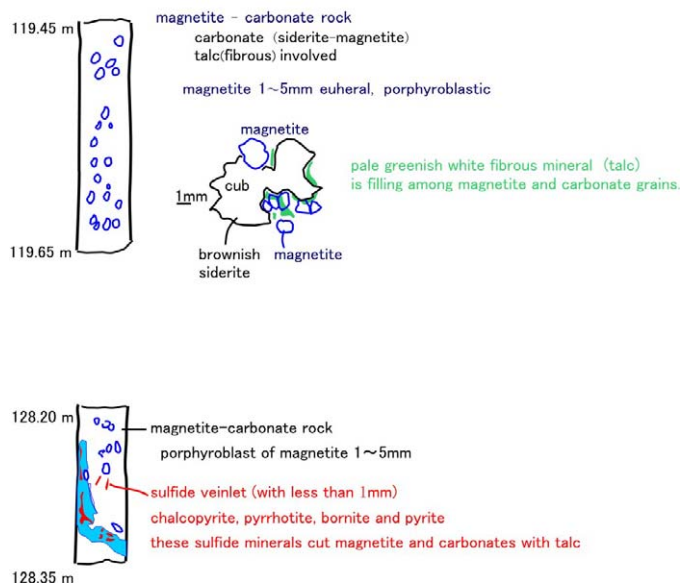 119.45 m
magnetite - carbonate rock
carbonate (siderite-magnetite)
talc(fibrous) involved
magnetite 1~5mm euheral, porphyroblastic
magnetite
pale greenish white fibrous mineral (talc)
is filling among magnetite and carbonate grains.
cub
1mm
119.65 m
brownish
siderite
magnetite
128.20 m
magnetite-carbonate rock
porphyroblast of magnetite 1~5mm
sulfide veinlet (with less than 1mm)
chalcopyrite, pyrrhotite, bornite and pyrite
these sulfide minerals cut magnetite and carbonates with talc
128.35 m